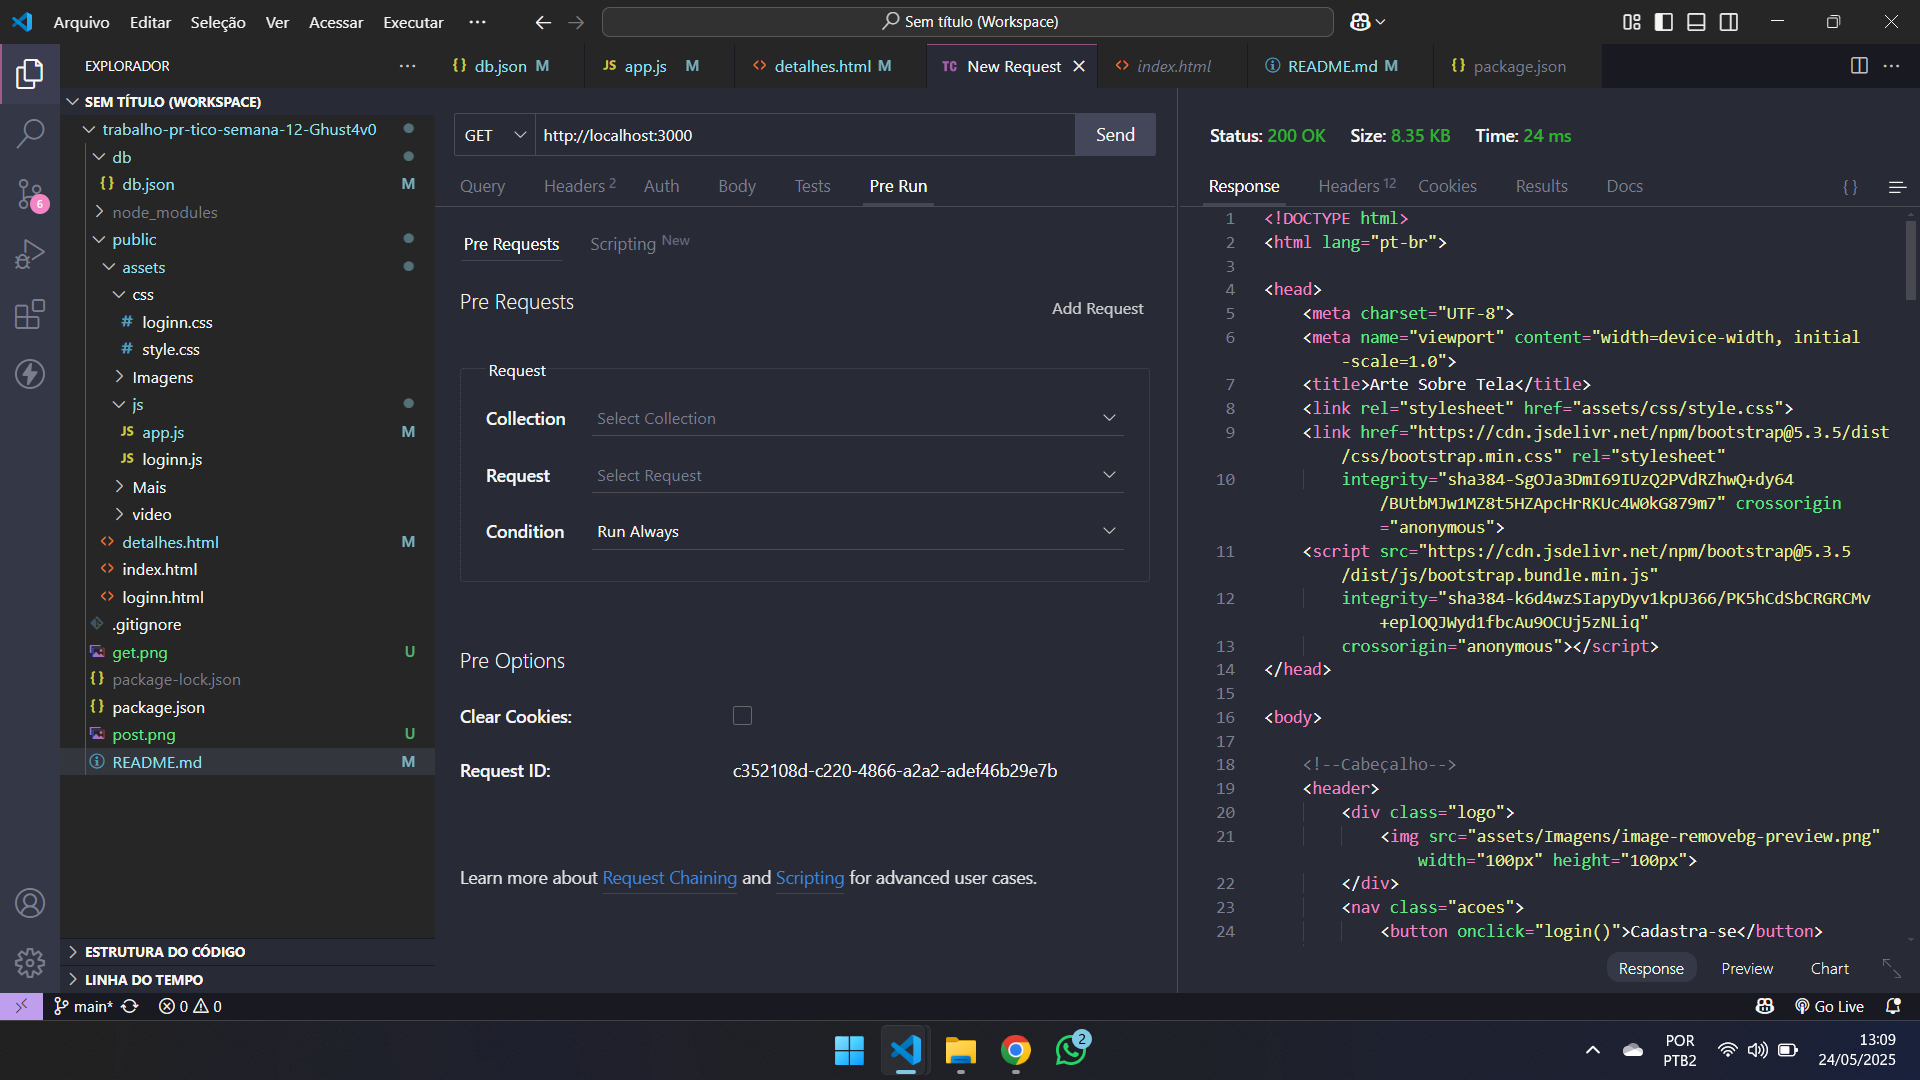 Arquivo Editar Seleção Ver Acessar Executar ···
Sem título (Workspace)
EXPLORADOR ···
{} db.json M
JS app.js M
<> detalhes.html M
TC New Request
<> index.html
README.md M
{} package.json
SEM TÍTULO (WORKSPACE)
trabalho-pr-tico-semana-12-Ghust4v0
db
{} db.json M
node_modules
public
assets
css
# loginn.css
# style.css
Imagens
js
JS app.js M
JS loginn.js
Mais
video
<> detalhes.html M
<> index.html
<> loginn.html
.gitignore
get.png U
{} package-lock.json
{} package.json
post.png U
README.md M
ESTRUTURA DO CÓDIGO
LINHA DO TEMPO
6
GET http://localhost:3000 Send
Query Headers 2 Auth Body Tests Pre Run
Pre Requests Scripting New
Pre Requests
Add Request
Request
Collection Select Collection
Request Select Request
Condition Run Always
Pre Options
Clear Cookies:
Request ID: c352108d-c220-4866-a2a2-adef46b29e7b
Learn more about Request Chaining and Scripting for advanced user cases.
Status: 200 OK Size: 8.35 KB Time: 24 ms
Response Headers 12 Cookies Results Docs {}
1 <!DOCTYPE html>
2 <html lang="pt-br">
3
4 <head>
5 <meta charset="UTF-8">
6 <meta name="viewport" content="width=device-width, initial
-scale=1.0">
7 <title>Arte Sobre Tela</title>
8 <link rel="stylesheet" href="assets/css/style.css">
9 <link href="https://cdn.jsdelivr.net/npm/bootstrap@5.3.5/dist
/css/bootstrap.min.css" rel="stylesheet"
10 integrity="sha384-SgOJa3DmI69IUzQ2PVdRZhwQ+dy64
/BUtbMJw1MZ8t5HZApcHrRKUc4W0kG879m7" crossorigin
="anonymous">
11 <script src="https://cdn.jsdelivr.net/npm/bootstrap@5.3.5
/dist/js/bootstrap.bundle.min.js"
12 integrity="sha384-k6d4wzSIapyDyv1kpU366/PK5hCdSbCRGRCMv
+eplOQJWyd1fbcAu9OCUj5zNLiq"
13 crossorigin="anonymous"></script>
14 </head>
15
16 <body>
17
18 <!--Cabeçalho-->
19 <header>
20 <div class="logo">
21 <img src="assets/Imagens/image-removebg-preview.png"
width="100px" height="100px">
22 </div>
23 <nav class="acoes">
24 <button onclick="login()">Cadastra-se</button>
Response Preview Chart
main* 0 0
Go Live
2
POR
PTB2
13:09
24/05/2025